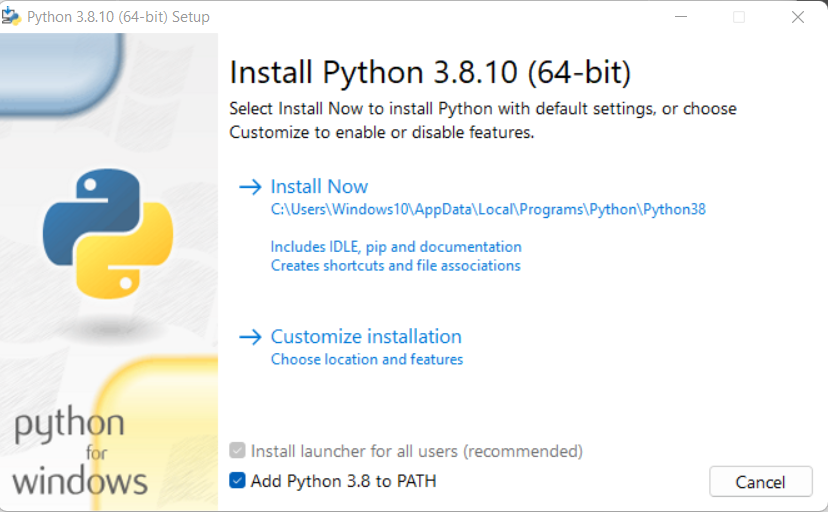 Python 3.8.10 (64-bit) Setup
Install Python 3.8.10 (64-bit)
Select Install Now to install Python with default settings, or choose
Customize to enable or disable features.
Install Now
C:\Users\Windows10\AppData\Local\Programs\Python\Python38
Includes IDLE, pip and documentation
Creates shortcuts and file associations
Customize installation
Choose location and features
python
for
windows
Install launcher for all users (recommended)
Add Python 3.8 to PATH
Cancel